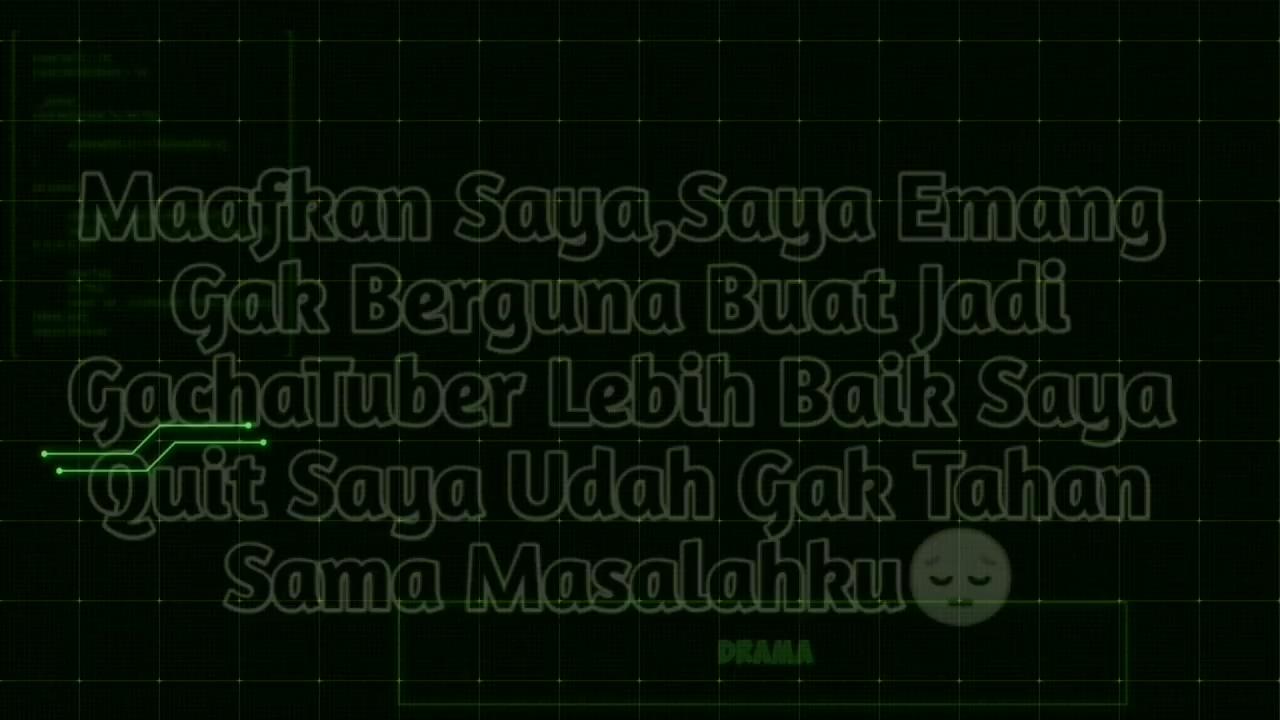 Maafkan Saya,Saya Emang
Gak Berguna Buat Jadi
GachaTuber Lebih Baik Saya
Quit Saya Udah Gak Tahan
Sama Masalahku😔
DRAMA